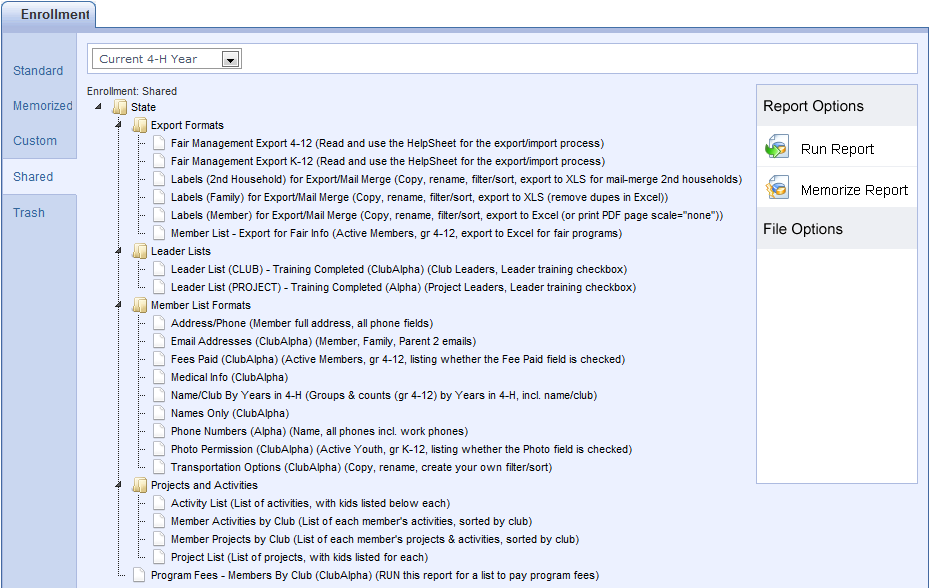 Enrollment
Standard
Memorized
Custom
Shared
Trash
Current 4-H Year
Enrollment: Shared
State
Export Formats
Fair Management Export 4-12 (Read and use the HelpSheet for the export/import process)
Fair Management Export K-12 (Read and use the HelpSheet for the export/import process)
Labels (2nd Household) for Export/Mail Merge (Copy, rename, filter/sort, export to XLS for mail-merge 2nd households)
Labels (Family) for Export/Mail Merge (Copy, rename, filter/sort, export to XLS (remove dupes in Excel))
Labels (Member) for Export/Mail Merge (Copy, rename, filter/sort, export to Excel (or print PDF page scale="none"))
Member List - Export for Fair Info (Active Members, gr 4-12, export to Excel for fair programs)
Leader Lists
Leader List (CLUB) - Training Completed (ClubAlpha) (Club Leaders, Leader training checkbox)
Leader List (PROJECT) - Training Completed (Alpha) (Project Leaders, Leader training checkbox)
Member List Formats
Address/Phone (Member full address, all phone fields)
Email Addresses (ClubAlpha) (Member, Family, Parent 2 emails)
Fees Paid (ClubAlpha) (Active Members, gr 4-12, listing whether the Fee Paid field is checked)
Medical Info (ClubAlpha)
Name/Club By Years in 4-H (Groups & counts (gr 4-12) by Years in 4-H, incl. name/club)
Names Only (ClubAlpha)
Phone Numbers (Alpha) (Name, all phones incl. work phones)
Photo Permission (ClubAlpha) (Active Youth, gr K-12, listing whether the Photo field is checked)
Transportation Options (ClubAlpha) (Copy, rename, create your own filter/sort)
Projects and Activities
Activity List (List of activities, with kids listed below each)
Member Activities by Club (List of each member's activities, sorted by club)
Member Projects by Club (List of each member's projects & activities, sorted by club)
Project List (List of projects, with kids listed for each)
Program Fees - Members By Club (ClubAlpha) (RUN this report for a list to pay program fees)
Report Options
Run Report
Memorize Report
File Options